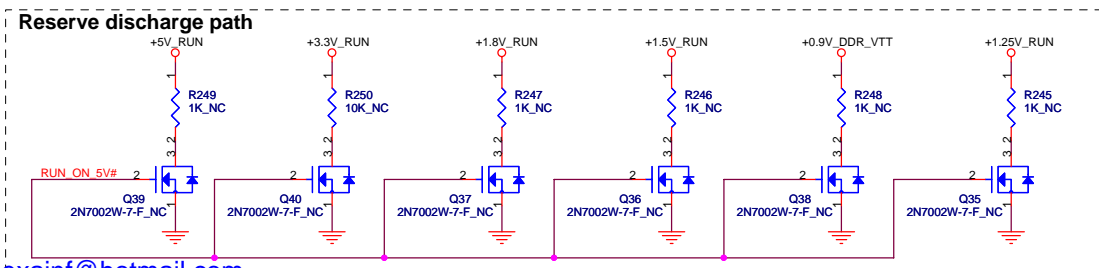 Reserve discharge path
+5V_RUN
+3.3V_RUN
+1.8V_RUN
+1.5V_RUN
+0.9V_DDR_VTT
+1.25V_RUN
1
1
1
1
1
1
R249
1K_NC
R250
10K_NC
R247
1K_NC
R246
1K_NC
R248
1K_NC
R245
1K_NC
3 2
3 2
3 2
3 2
3 2
3 2
RUN_ON_5V#
2
2
2
2
2
2
1
1
1
1
1
1
Q39
2N7002W-7-F_NC
Q40
2N7002W-7-F_NC
Q37
2N7002W-7-F_NC
Q36
2N7002W-7-F_NC
Q38
2N7002W-7-F_NC
Q35
2N7002W-7-F_NC
@hotmail.com